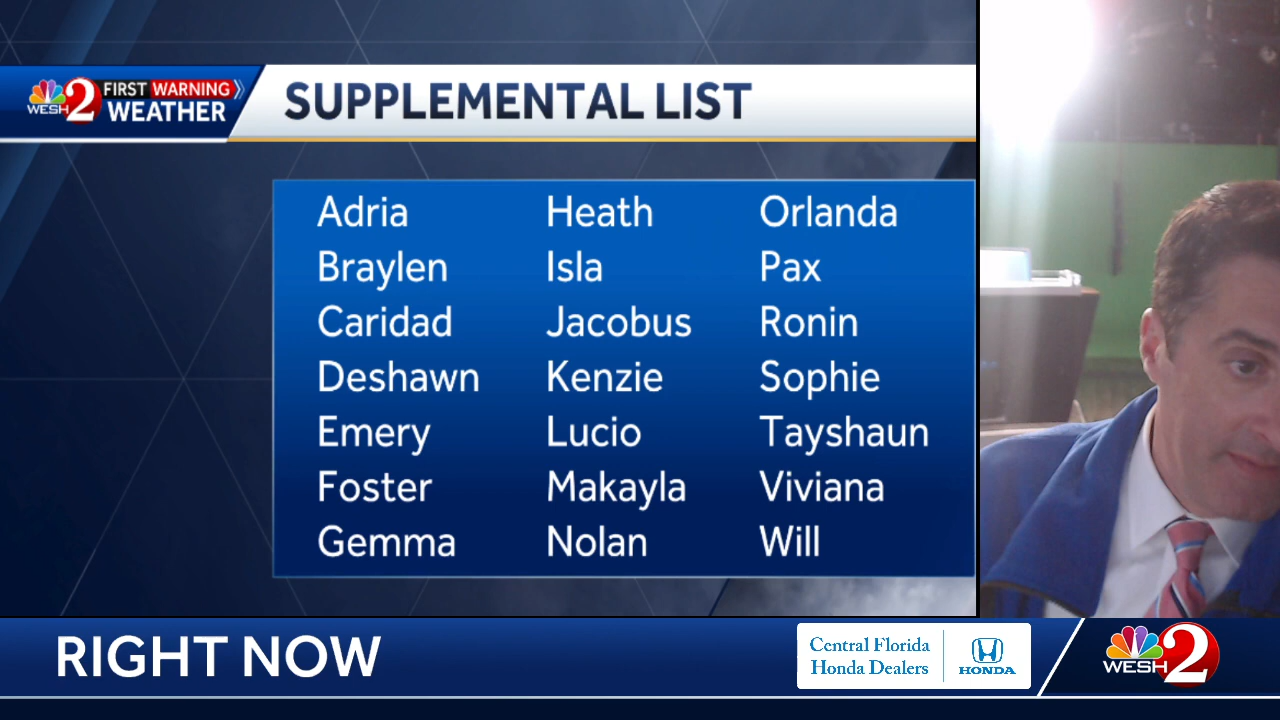 WESH 2 FIRST WARNING WEATHER
SUPPLEMENTAL LIST
Adria
Braylen
Caridad
Deshawn
Emery
Foster
Gemma
Heath
Isla
Jacobus
Kenzie
Lucio
Makayla
Nolan
Orlanda
Pax
Ronin
Sophie
Tayshaun
Viviana
Will
RIGHT NOW
Central Florida
Honda Dealers
HONDA
WESH 2